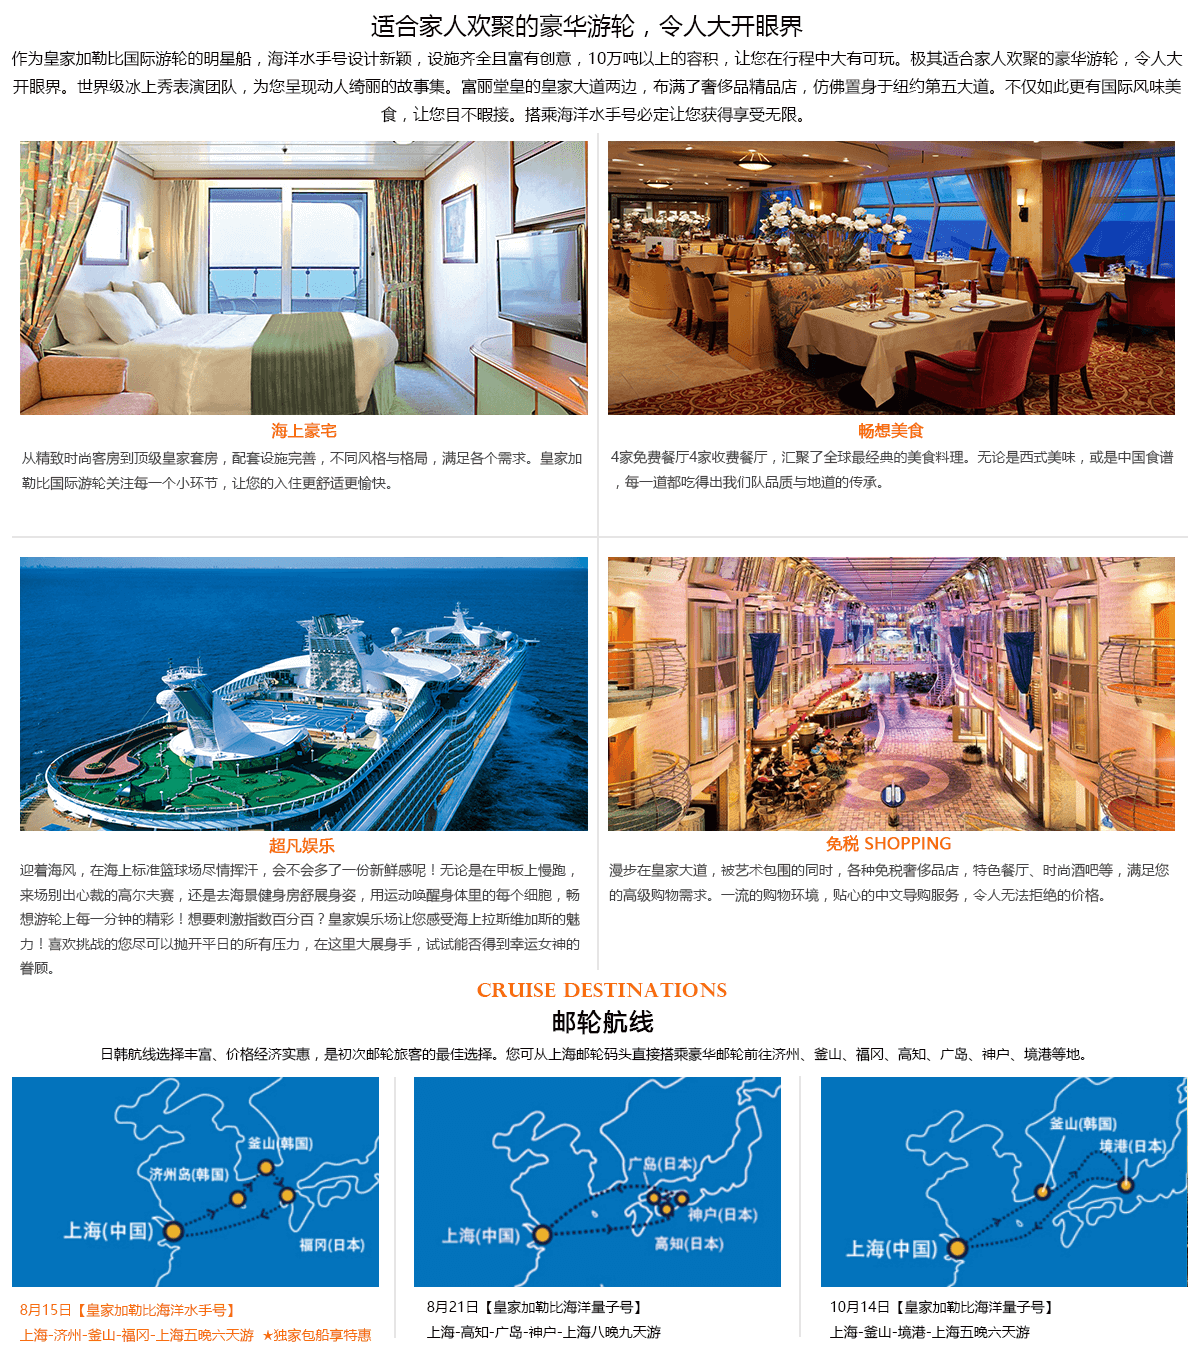 适合家人欢聚的豪华游轮，令人大开眼界
作为皇家加勒比国际游轮的明星船，海洋水手号设计新颖，设施齐全且富有创意，10万吨以上的容积，让您在行程中大有可玩。极其适合家人欢聚的豪华游轮，令人大
开眼界。世界级冰上秀表演团队，为您呈现动人绮丽的故事集。富丽堂皇的皇家大道两边，布满了奢侈品精品店，仿佛置身于纽约第五大道。不仅如此更有国际风味美
食，让您目不暇接。搭乘海洋水手号必定让您获得享受无限。
海上豪宅
从精致时尚客房到顶级皇家套房，配套设施完善，不同风格与格局，满足各个需求。皇家加
勒比国际游轮关注每一个小环节，让您的入住更舒适更愉快。
畅想美食
4家免费餐厅4家收费餐厅，汇聚了全球最经典的美食料理。无论是西式美味，或是中国食谱
，每一道都吃得出我们队品质与地道的传承。
超凡娱乐
迎着海风，在海上标准篮球场尽情挥汗，会不会多了一份新鲜感呢！无论是在甲板上慢跑，
来场别出心裁的高尔夫赛，还是去海景健身房舒展身姿，用运动唤醒身体里的每个细胞，畅
想游轮上每一分钟的精彩！想要刺激指数百分百？皇家娱乐场让您感受海上拉斯维加斯的魅
力！喜欢挑战的您尽可以抛开平日的所有压力，在这里大展身手，试试能否得到幸运女神的
眷顾。
免税 SHOPPING
漫步在皇家大道，被艺术包围的同时，各种免税奢侈品店，特色餐厅、时尚酒吧等，满足您
的高级购物需求。一流的购物环境，贴心的中文导购服务，令人无法拒绝的价格。
CRUISE DESTINATIONS
邮轮航线
日韩航线选择丰富、价格经济实惠，是初次邮轮旅客的最佳选择。您可从上海邮轮码头直接搭乘豪华邮轮前往济州、釜山、福冈、高知、广岛、神户、境港等地。
釜山(韩国)
济州岛(韩国)
上海(中国)
福冈(日本)
8月15日【皇家加勒比海洋水手号】
上海-济州-釜山-福冈-上海五晚六天游 ★独家包船享特惠
广岛(日本)
神户(日本)
上海(中国)
高知(日本)
8月21日【皇家加勒比海洋量子号】
上海-高知-广岛-神户-上海八晚九天游
釜山(韩国)
境港(日本)
上海(中国)
10月14日【皇家加勒比海洋量子号】
上海-釜山-境港-上海五晚六天游